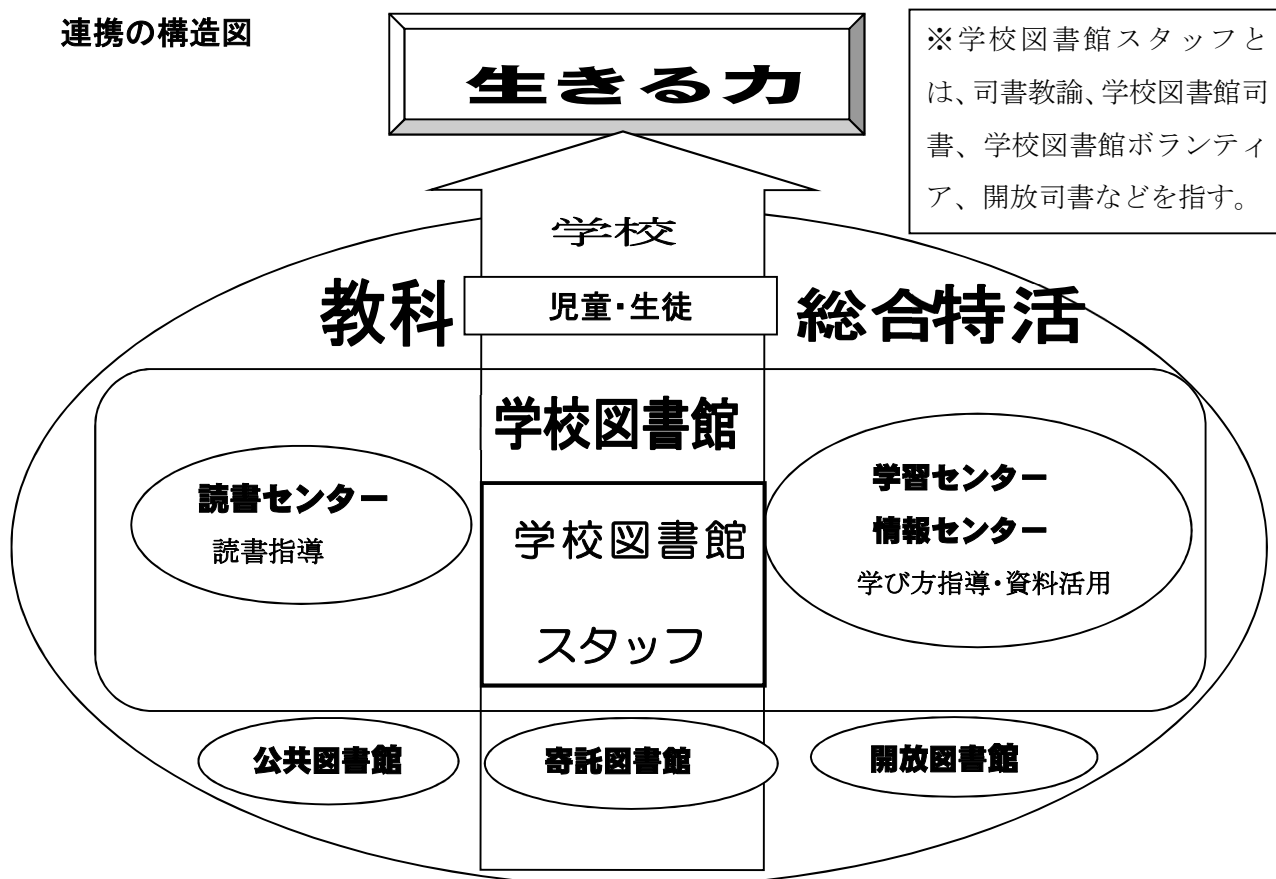 連携の構造図
生きる力
※学校図書館スタッフと
は、司書教諭、学校図書館司
書、学校図書館ボランティ
ア、開放司書などを指す。
学校
教科
児童・生徒
総合特活
学校図書館
読書センター
読書指導
学校図書館
スタッフ
学習センター
情報センター
学び方指導・資料活用
公共図書館
寄託図書館
開放図書館